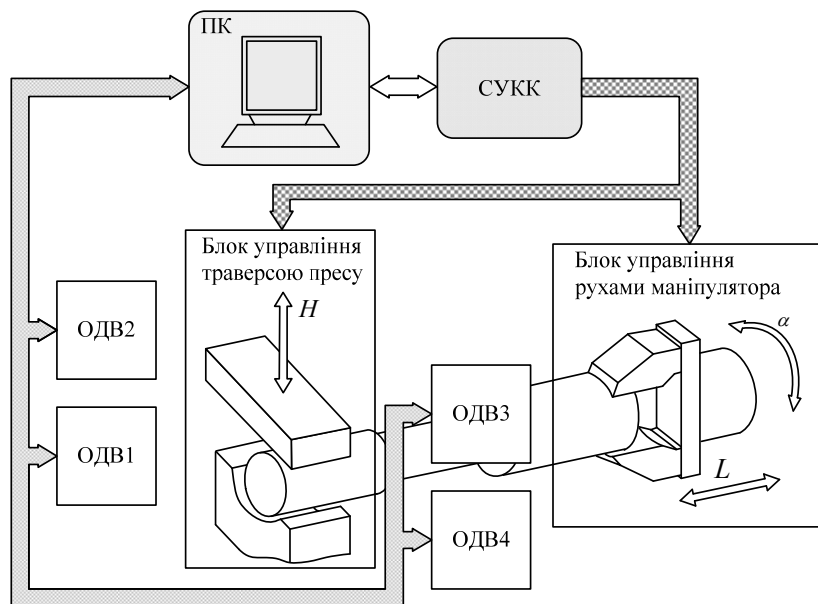 ПК
СУКК
Блок управління
траверсою пресу
H
Блок управління
рухами маніпулятора
α
ОДВ2
ОДВ3
ОДВ1
L
ОДВ4